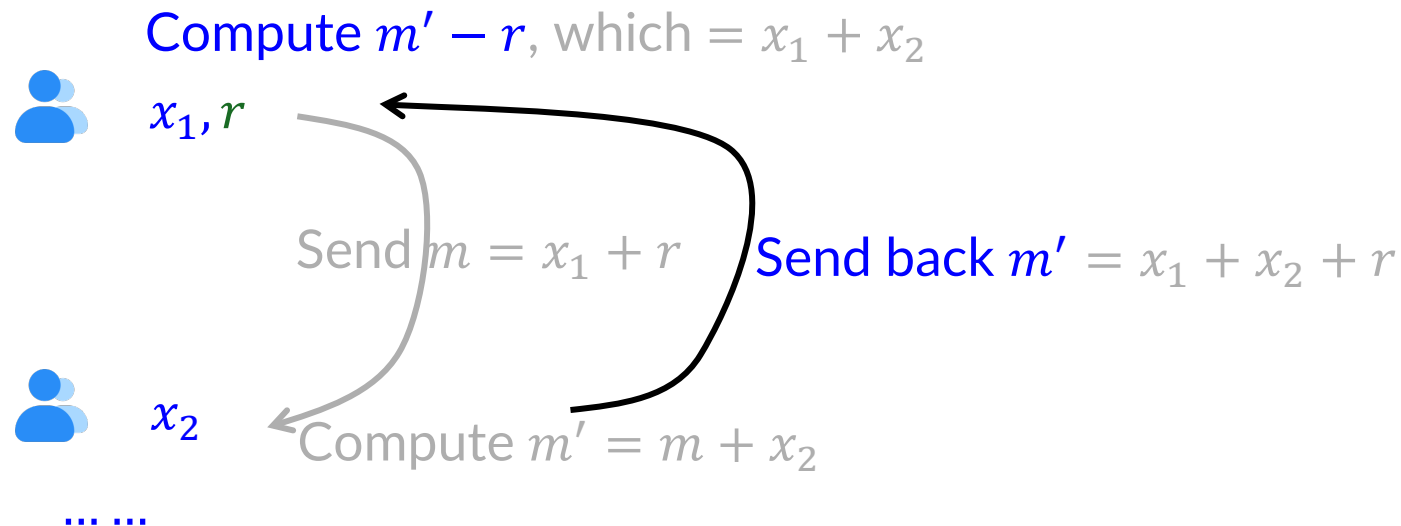 Compute m′ − r, which = x₁ + x₂
x₁, r
Send m = x₁ + r
Send back m′ = x₁ + x₂ + r
x₂
Compute m′ = m + x₂
... ...